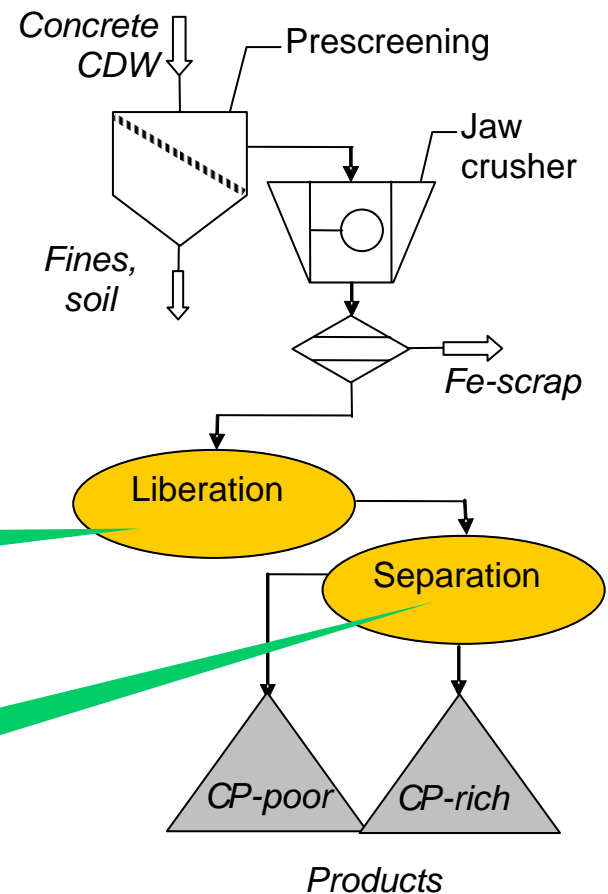 Concrete
CDW
Prescreening
Jaw
crusher
Fines,
soil
Fe-scrap
Liberation
Separation
CP-poor
CP-rich
Products